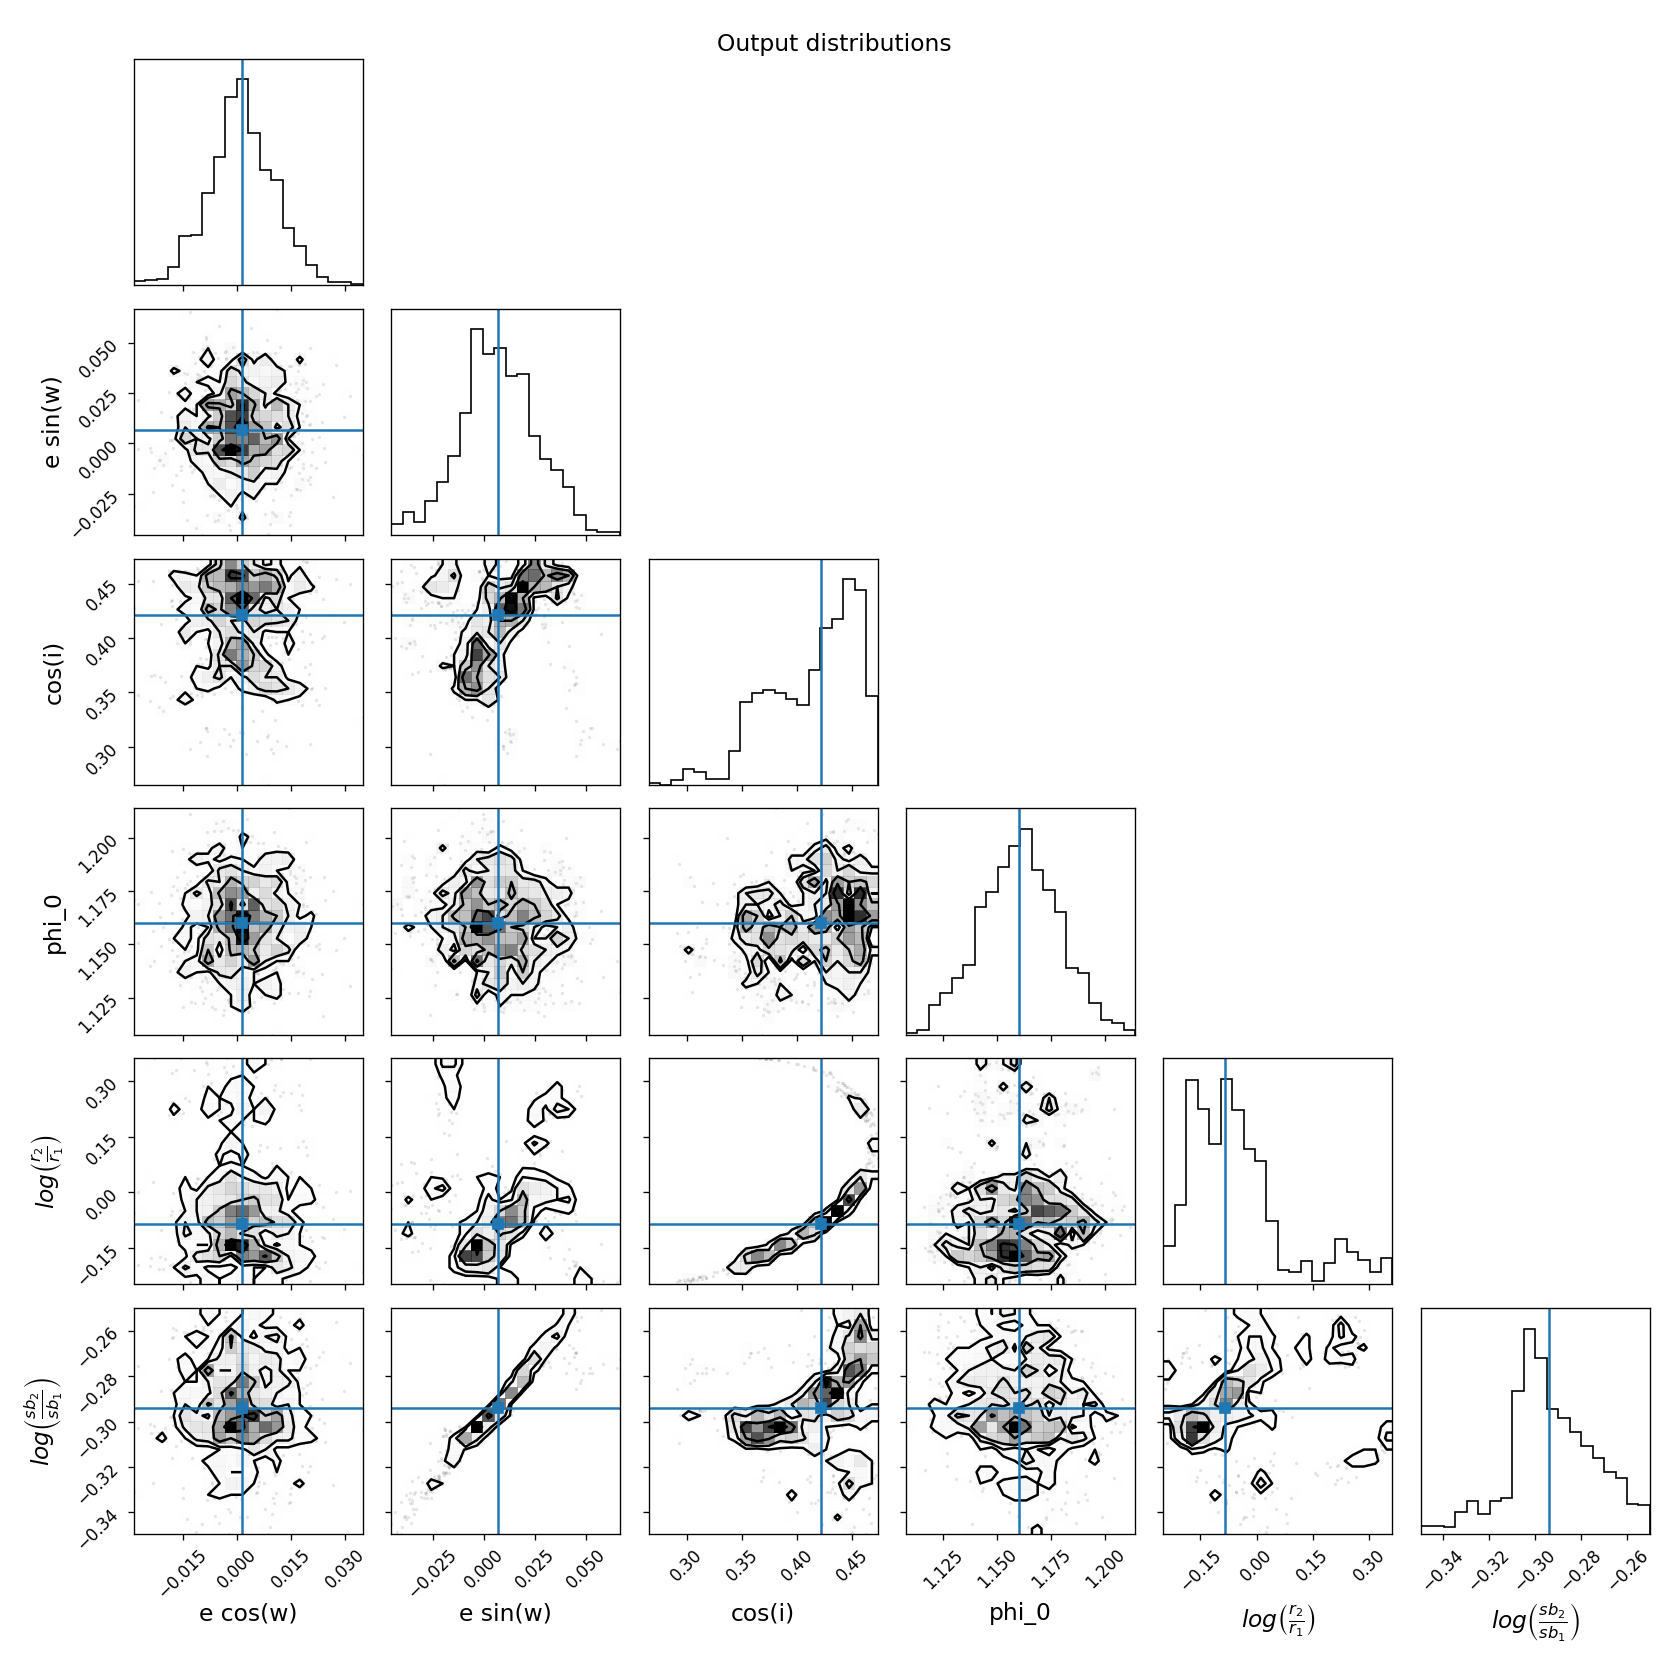 Output distributions
e sin(w)
0.050
0.025
0.000
−0.025
cos(i)
0.45
0.40
0.35
0.30
phi_0
1.200
1.175
1.150
1.125
log(r2/r1)
0.30
0.15
0.00
−0.15
log(sb2/sb1)
−0.26
−0.28
−0.30
−0.32
−0.34
−0.015 0.000 0.015 0.030
e cos(w)
−0.025 0.000 0.025 0.050
e sin(w)
0.30 0.35 0.40 0.45
cos(i)
1.125 1.150 1.175 1.200
phi_0
−0.15 0.00 0.15 0.30
log(r2/r1)
−0.34 −0.32 −0.30 −0.28 −0.26
log(sb2/sb1)